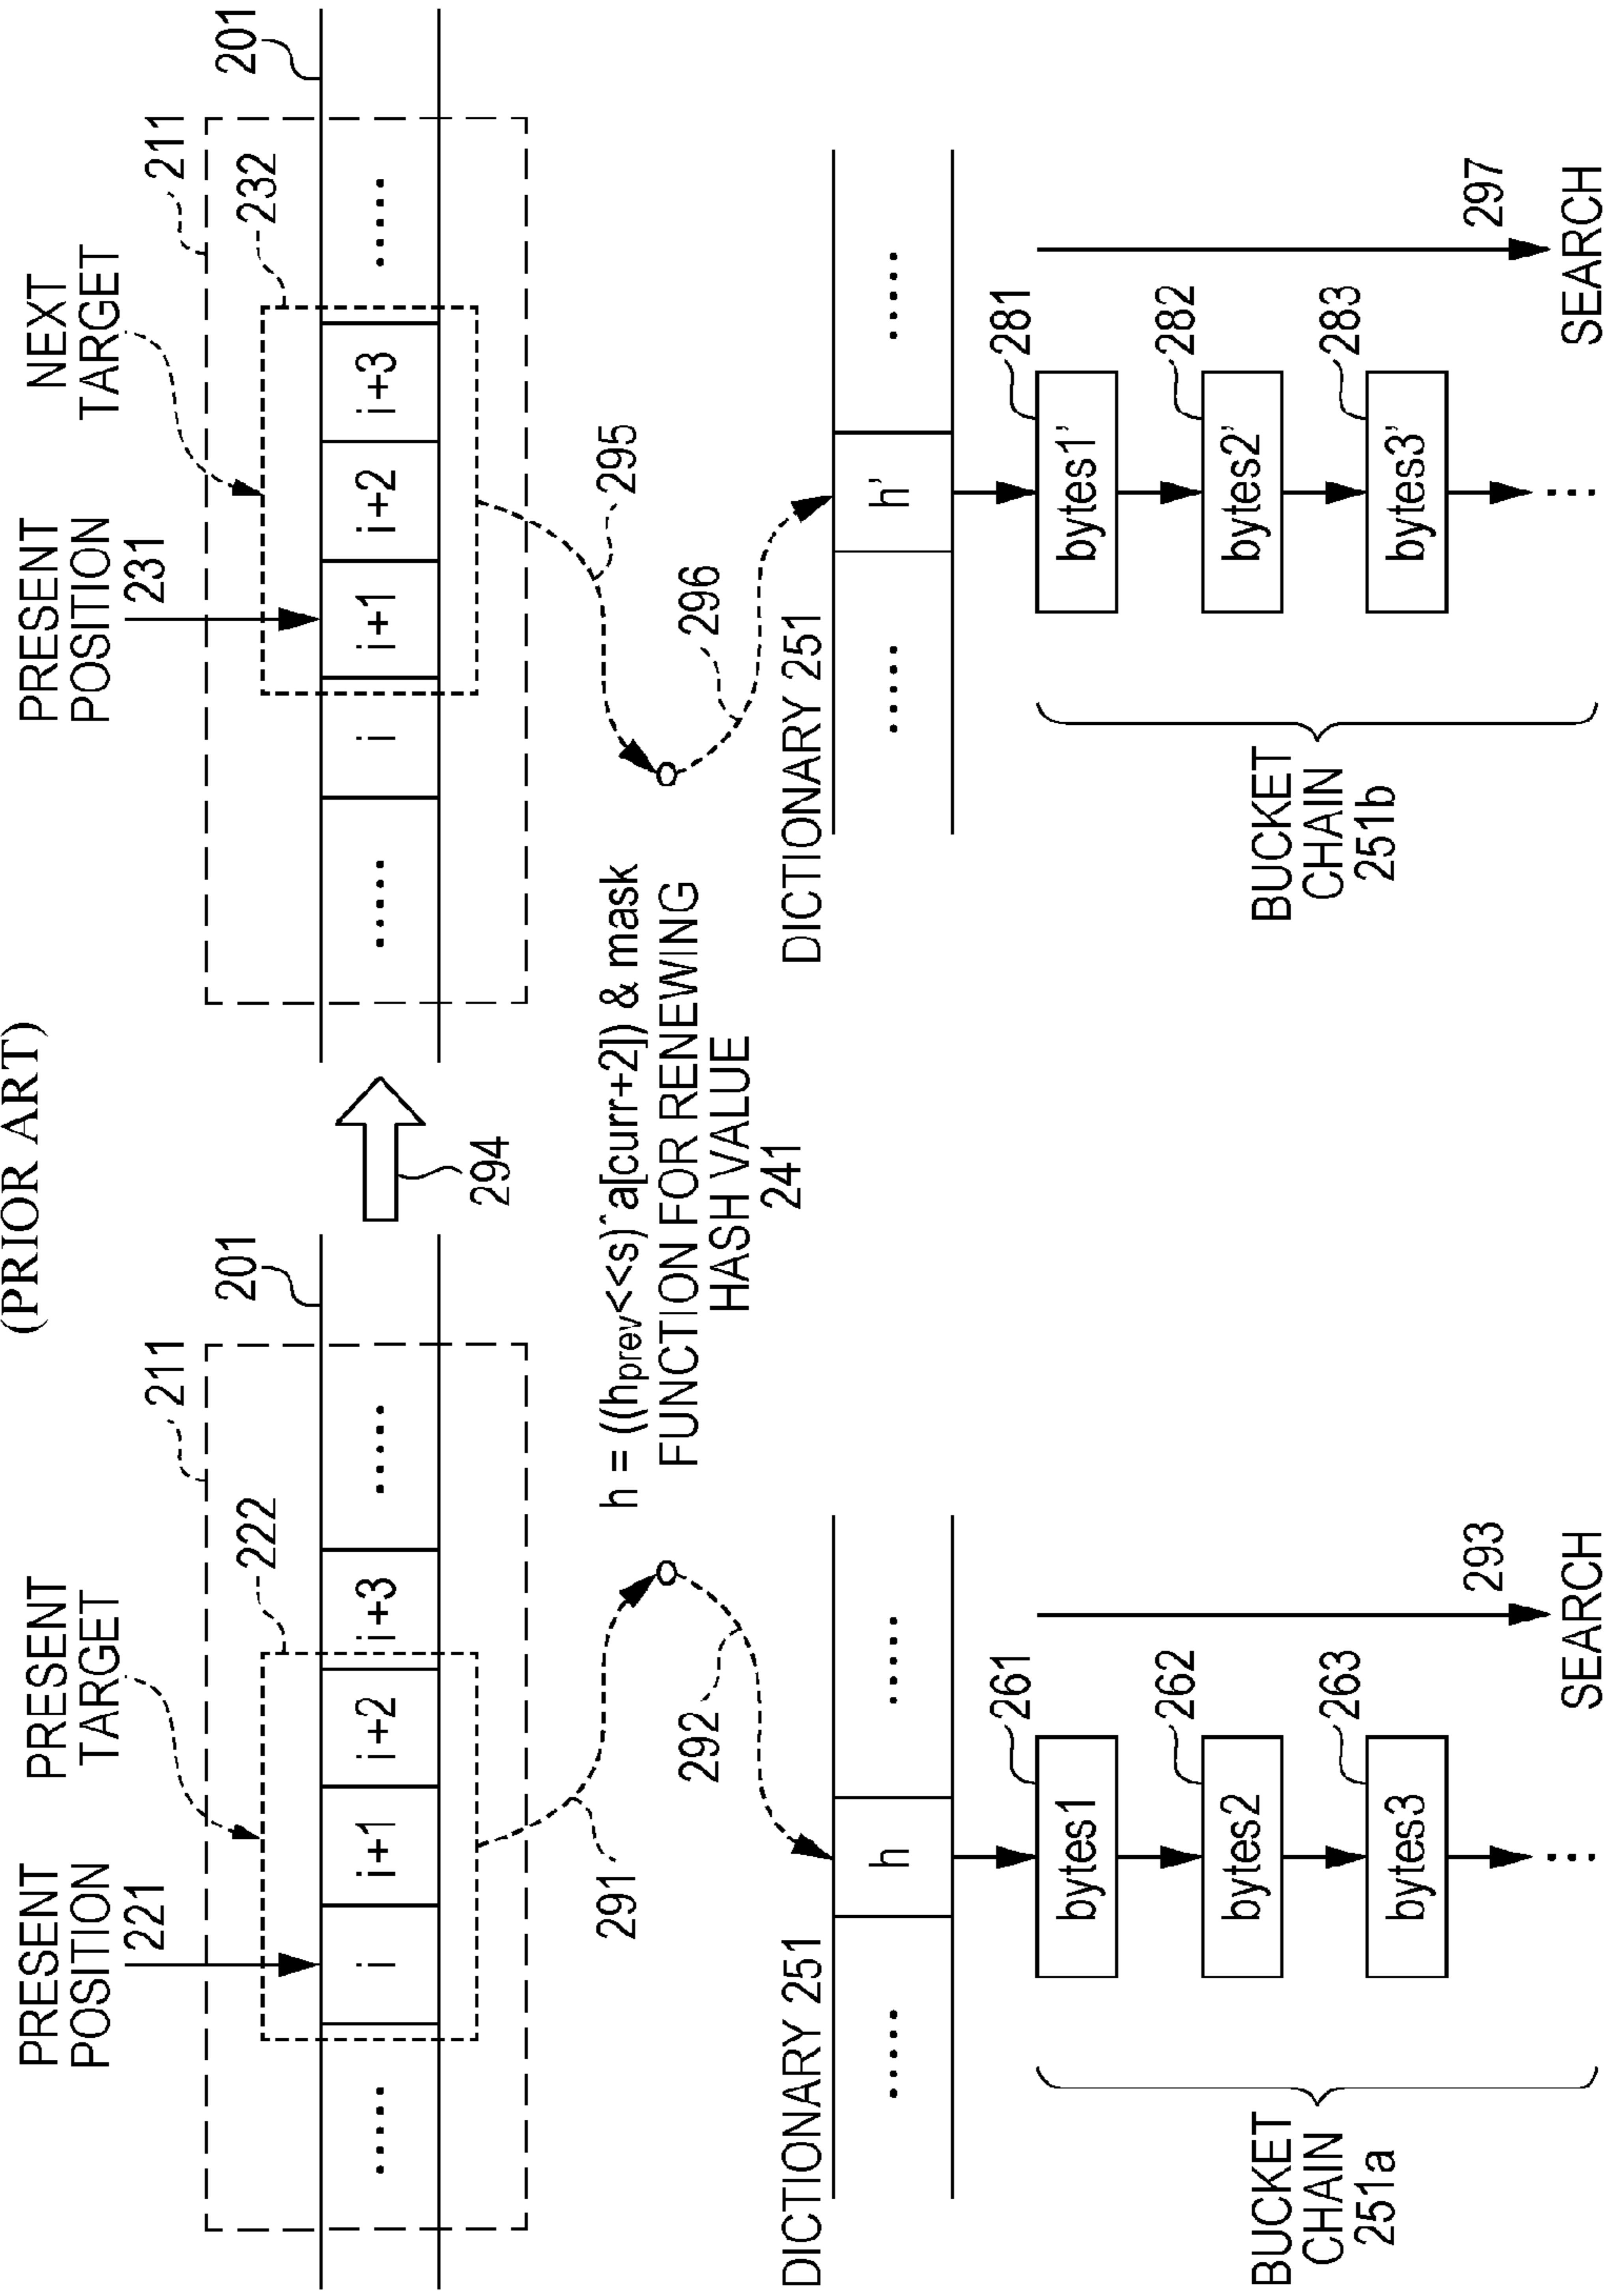 (PRIOR ART)
PRESENT
POSITION
221
PRESENT
TARGET
222
211
201
..... i i+1 i+2 i+3 .....
294
PRESENT
POSITION
231
NEXT
TARGET
232
211
201
..... i i+1 i+2 i+3 .....
291
292
h = ((hprev<<s)^a[curr+2]) & mask
FUNCTION FOR RENEWING
HASH VALUE
241
295
296
DICTIONARY 251
..... h .....
BUCKET
CHAIN
251a
bytes1
261
bytes2
262
bytes3
263
...
293
SEARCH
DICTIONARY 251
..... h' .....
BUCKET
CHAIN
251b
bytes1'
281
bytes2'
282
bytes3'
283
...
297
SEARCH